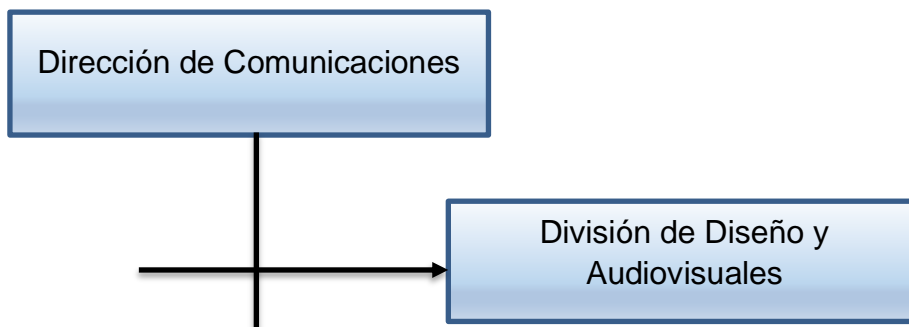 Dirección de Comunicaciones
División de Diseño y
Audiovisuales